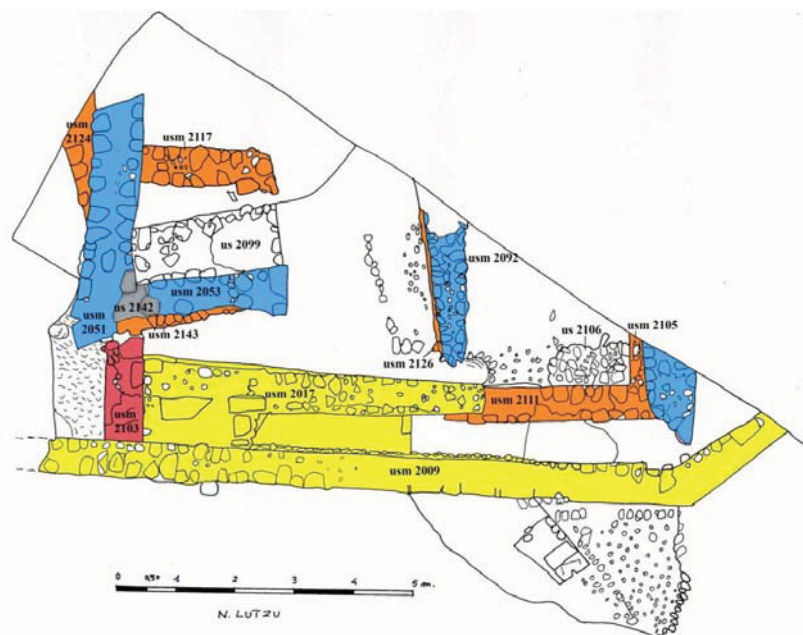 usm
2124
usm 2117
us 2099
usm 2092
usm 2053
us 2142
usm
2051
usm 2143
us 2106
usm 2105
usm
2126
usm
2103
usm 2017
usm 2111
usm 2009
0 0,50 1 2 3 4 5 m.
N. LUTZU